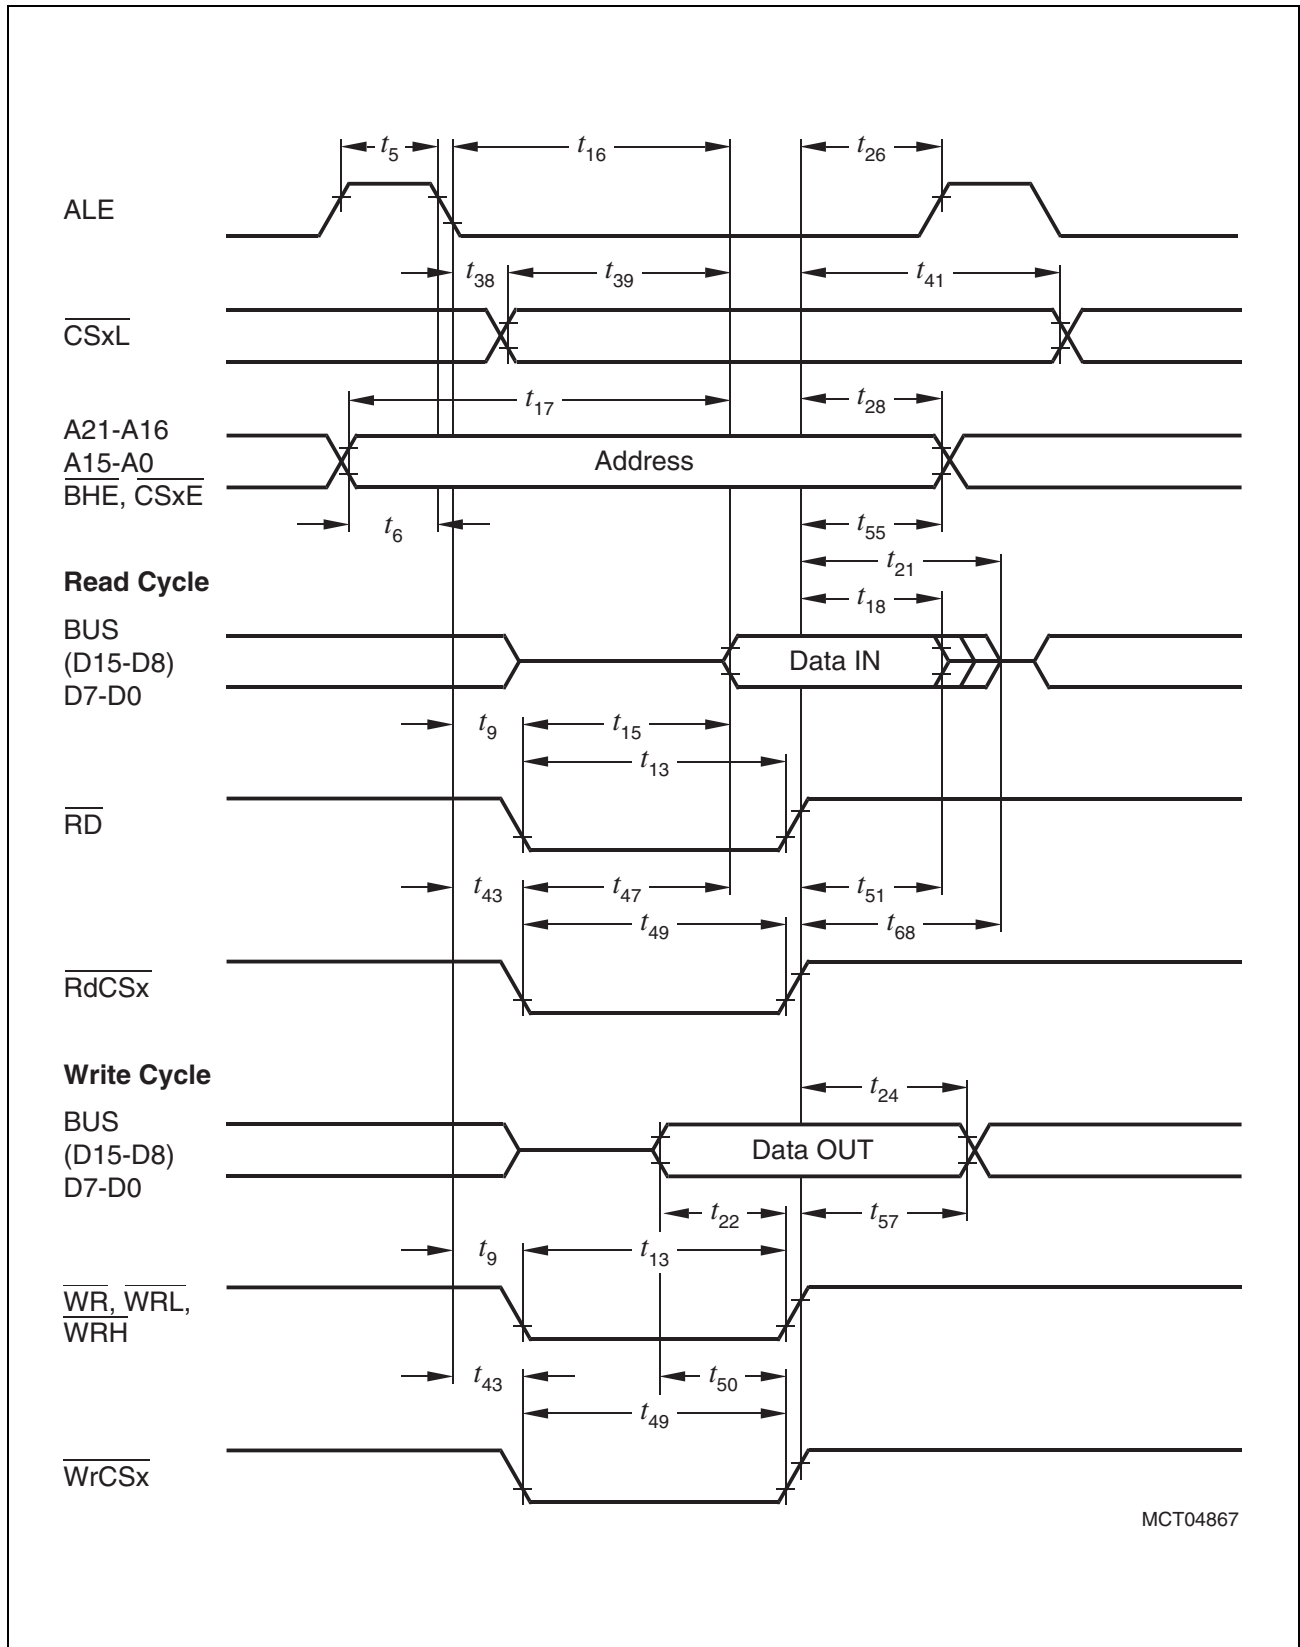 t5 t16 t26
ALE
t38 t39 t41
CSxL
t17 t28
A21-A16
A15-A0
BHE, CSxE
Address
t6 t55
t21
Read Cycle
t18
BUS
(D15-D8)
D7-D0
Data IN
t9 t15
t13
RD
t43 t47 t51
t49 t68
RdCSx
Write Cycle
t24
BUS
(D15-D8)
D7-D0
Data OUT
t22 t57
t9 t13
WR, WRL,
WRH
t43 t50
t49
WrCSx
MCT04867